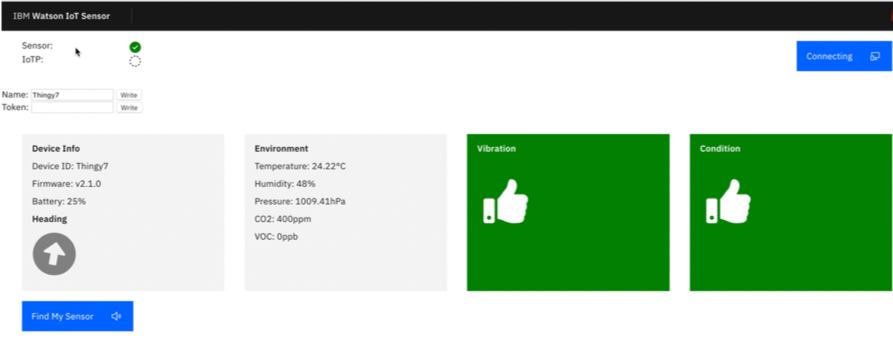 IBM Watson IoT Sensor
Sensor:
IoTP:
Connecting
Name: Thingy7 Write
Token: Write
Device Info
Device ID: Thingy7
Firmware: v2.1.0
Battery: 25%
Heading
Environment
Temperature: 24.22°C
Humidity: 48%
Pressure: 1009.41hPa
CO2: 400ppm
VOC: 0ppb
Vibration
Condition
Find My Sensor